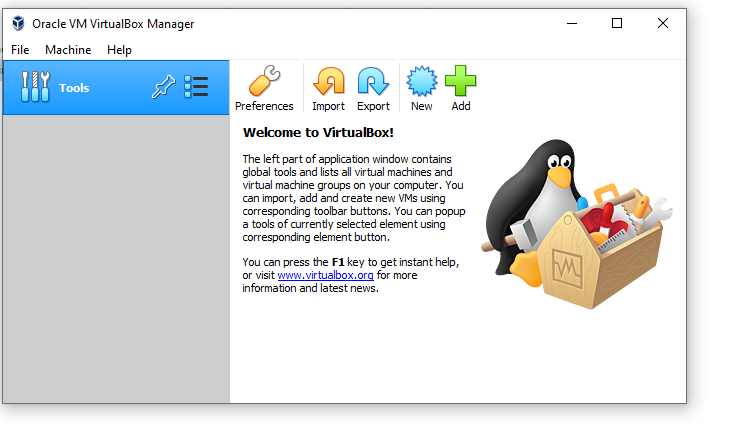 Oracle VM VirtualBox Manager
File Machine Help
Tools
Preferences Import Export New Add
Welcome to VirtualBox!
The left part of application window contains
global tools and lists all virtual machines and
virtual machine groups on your computer. You
can import, add and create new VMs using
corresponding toolbar buttons. You can popup
a tools of currently selected element using
corresponding element button.
You can press the F1 key to get instant help,
or visit www.virtualbox.org for more
information and latest news.
VM